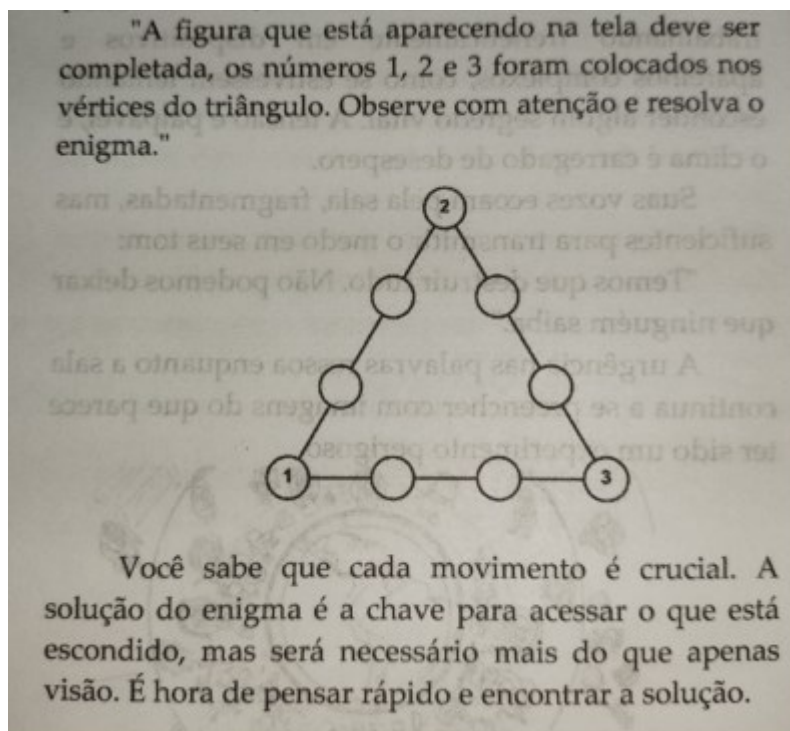 "A figura que está aparecendo na tela deve ser
completada, os números 1, 2 e 3 foram colocados nos
vértices do triângulo. Observe com atenção e resolva o
enigma."
2
1
3
Você sabe que cada movimento é crucial. A
solução do enigma é a chave para acessar o que está
escondido, mas será necessário mais do que apenas
visão. É hora de pensar rápido e encontrar a solução.